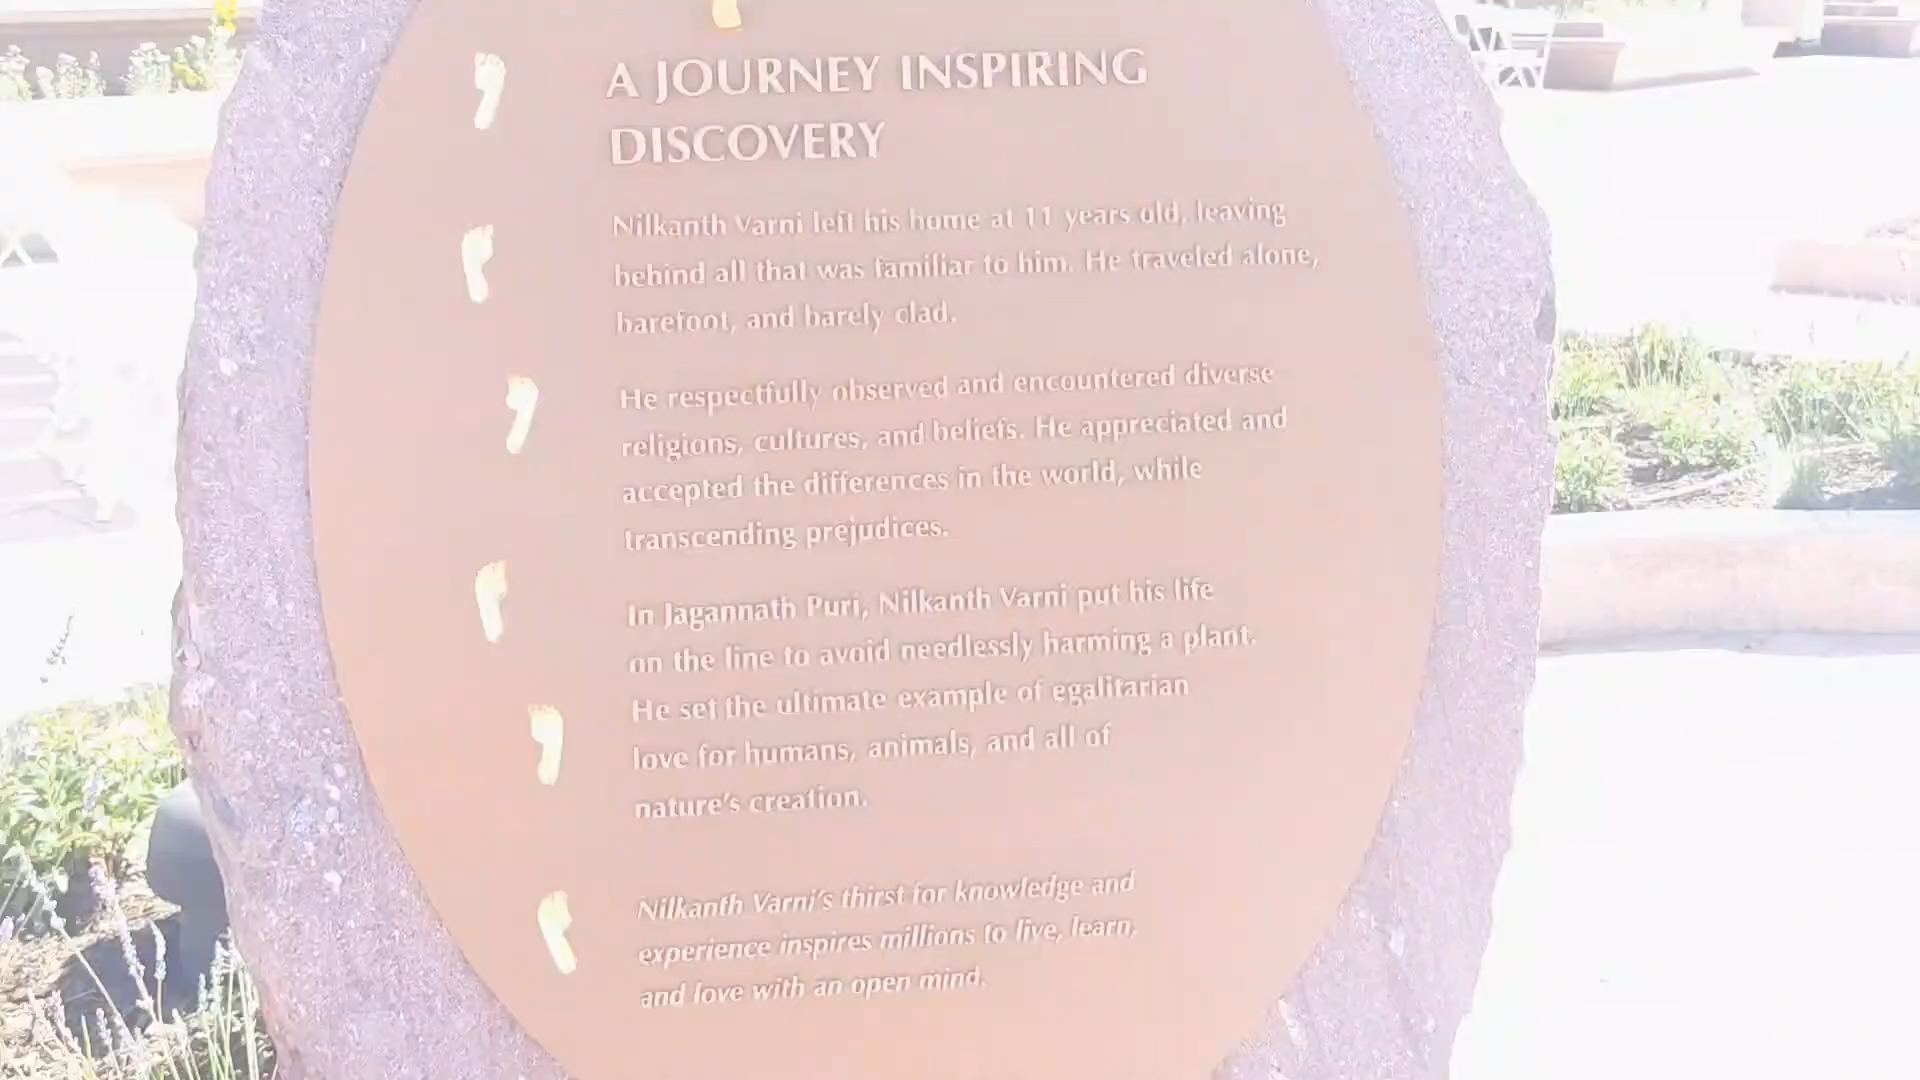 A JOURNEY INSPIRING
DISCOVERY
Nilkanth Varni left his home at 11 years old, leaving
behind all that was familiar to him. He traveled alone,
barefoot, and barely clad.
He respectfully observed and encountered diverse
religions, cultures, and beliefs. He appreciated and
accepted the differences in the world, while
transcending prejudices.
In Jagannath Puri, Nilkanth Varni put his life
on the line to avoid needlessly harming a plant.
He set the ultimate example of egalitarian
love for humans, animals, and all of
nature's creation.
Nilkanth Varni's thirst for knowledge and
experience inspires millions to live, learn,
and love with an open mind.